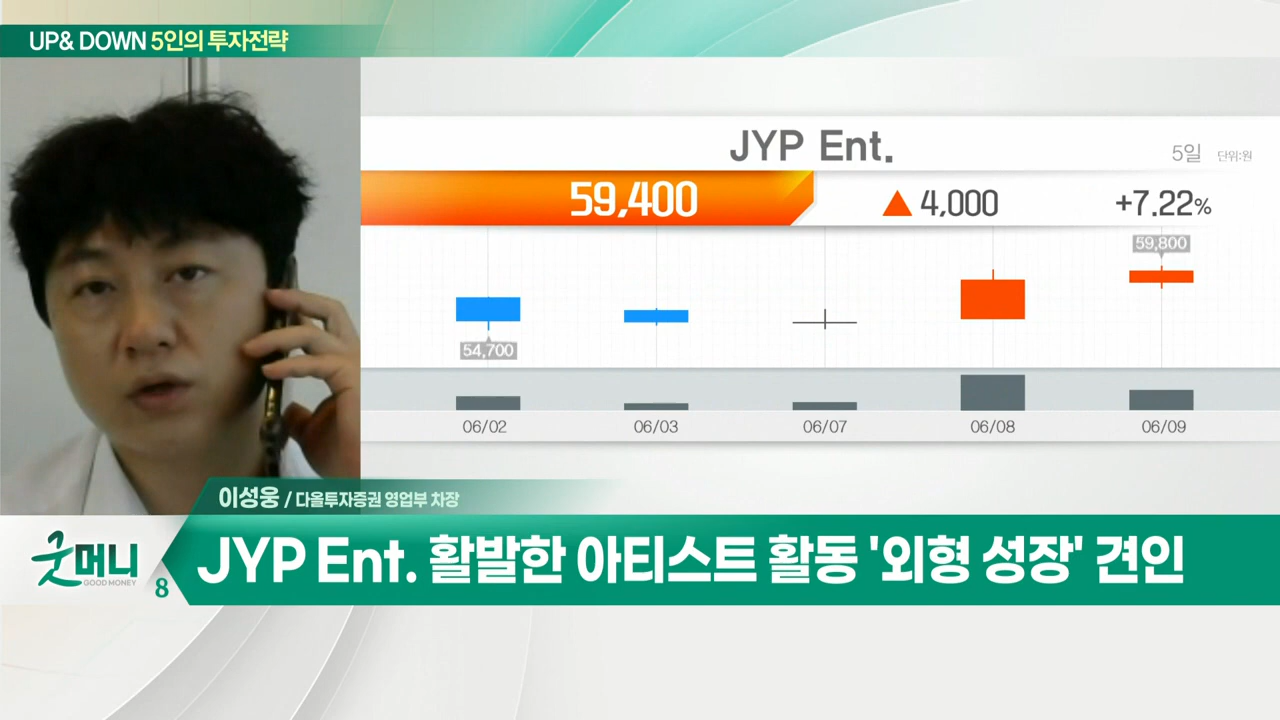 UP& DOWN 5인의 투자전략
JYP Ent.
5일 단위:원
59,400 ▲ 4,000 +7.22%
59,800
54,700
06/02 06/03 06/07 06/08 06/09
이성웅 / 다올투자증권 영업부 차장
굿머니
GOOD MONEY
8
JYP Ent. 활발한 아티스트 활동 '외형 성장' 견인